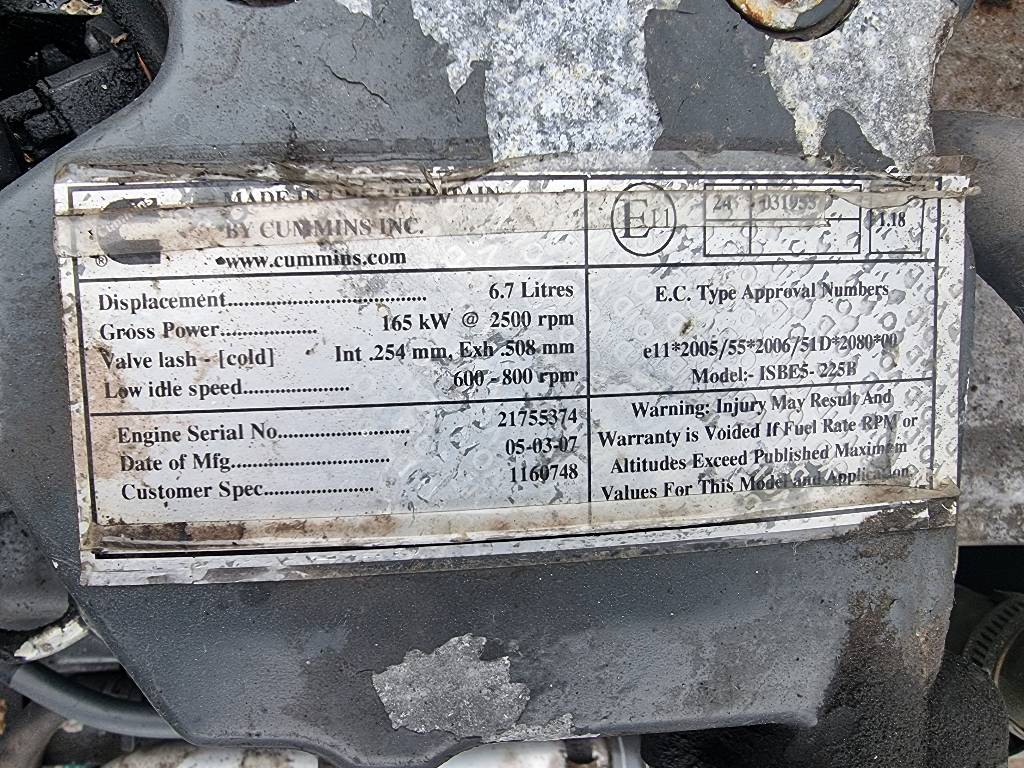 MADE IN GREAT BRITAIN
BY CUMMINS INC.
®
•www.cummins.com
E11
24 031953
1.18
Displacement.................................... 6.7 Litres
Gross Power.................. 165 kW @ 2500 rpm
Valve lash - [cold] Int .254 mm, Exh .508 mm
Low idle speed................... 600 - 800 rpm
E.C. Type Approval Numbers
e11*2005/55*2006/51D*2080*00
Model:- ISBE5- 225B
Engine Serial No........................ 21755374
Date of Mfg............................. 05-03-07
Customer Spec.................... 1160748
Warning: Injury May Result And
Warranty is Voided If Fuel Rate RPM or
Altitudes Exceed Published Maximum
Values For This Model and Application